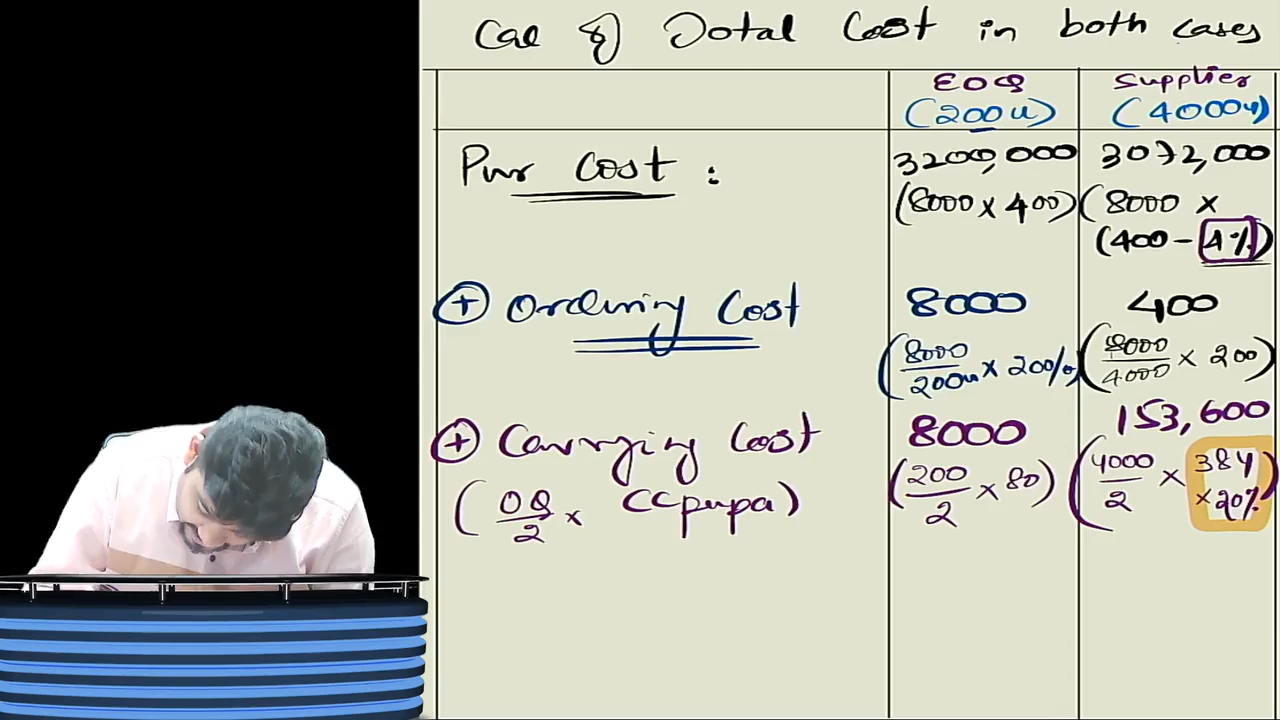 Cal of Total Cost in both cases
EOQ Supplier
(200u) (4000u)
Pur Cost : 3200,000 3072,000
(8000 x 400) (8000 x
(400 - 4%)
+ Ordering Cost 8000 400
(8000/200u x 200/o) (8000/4000 x 200)
+ Carrying Cost 8000 153,600
(OQ/2 x CCpupa) (200/2 x 80) (4000/2 x 384
x 20%)